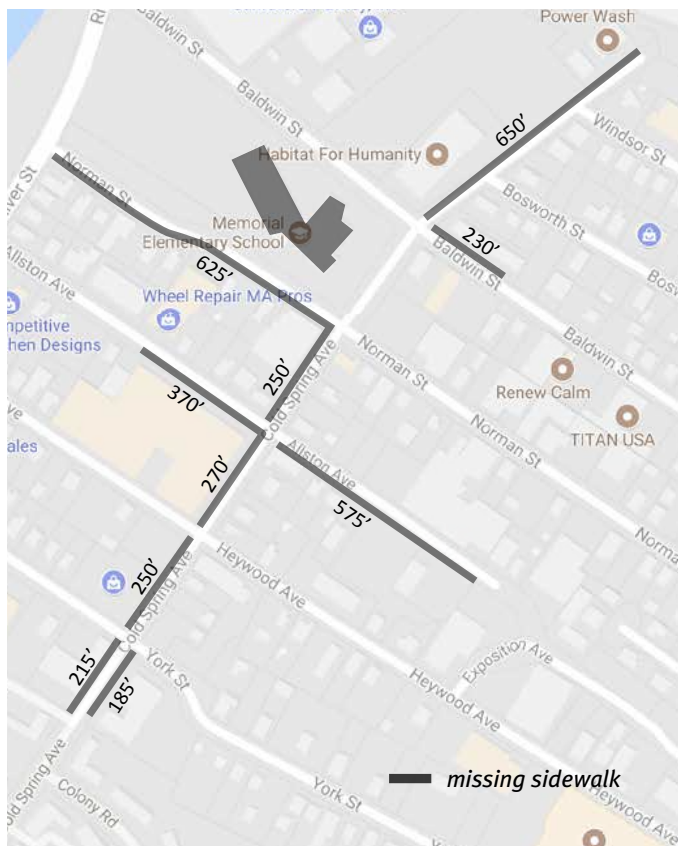 Power Wash
Baldwin St
Baldwin St
650’
Windsor St
Habitat For Humanity
Norman St
Bosworth St
Memorial
Elementary School
230’
Baldwin St
Allston Ave
625’
Wheel Repair MA Pros
Baldwin St
Norman St
250’
Cold Spring Ave
Renew Calm
370’
Norman St
TITAN USA
Allston Ave
270’
575’
Heywood Ave
250’
Cold Spring Ave
Exposition Ave
215’
York St
185’
Heywood Ave
missing sidewalk
York St
Colony Rd
Heywood Ave